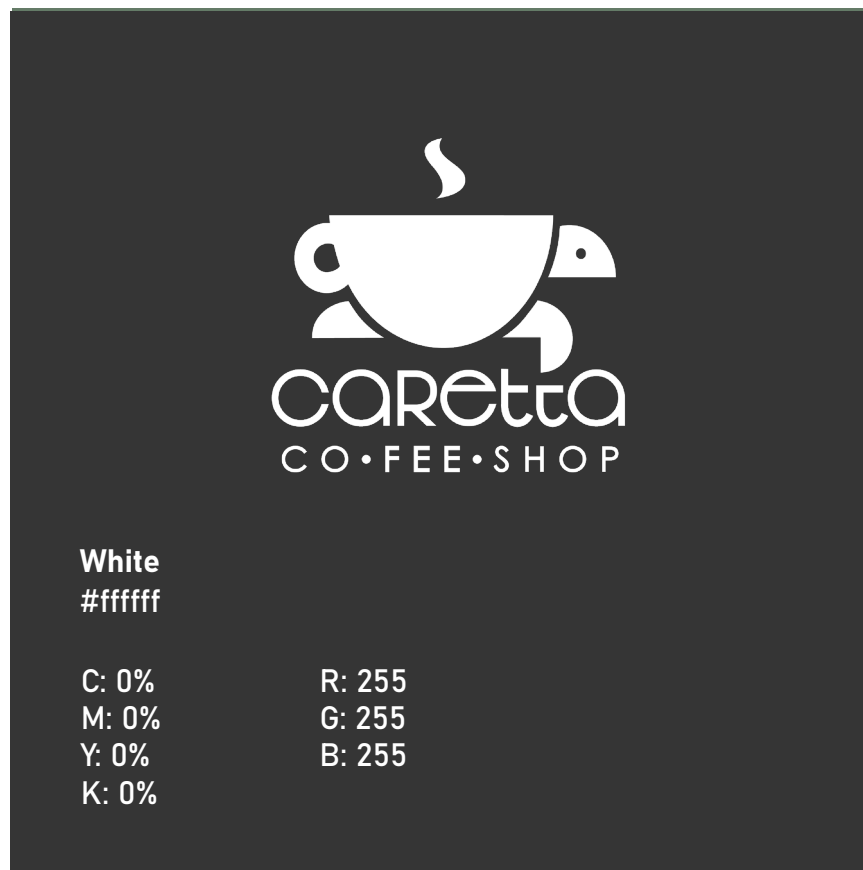 caretta
CO•FEE•SHOP
White
#ffffff
C: 0%
M: 0%
Y: 0%
K: 0%
R: 255
G: 255
B: 255